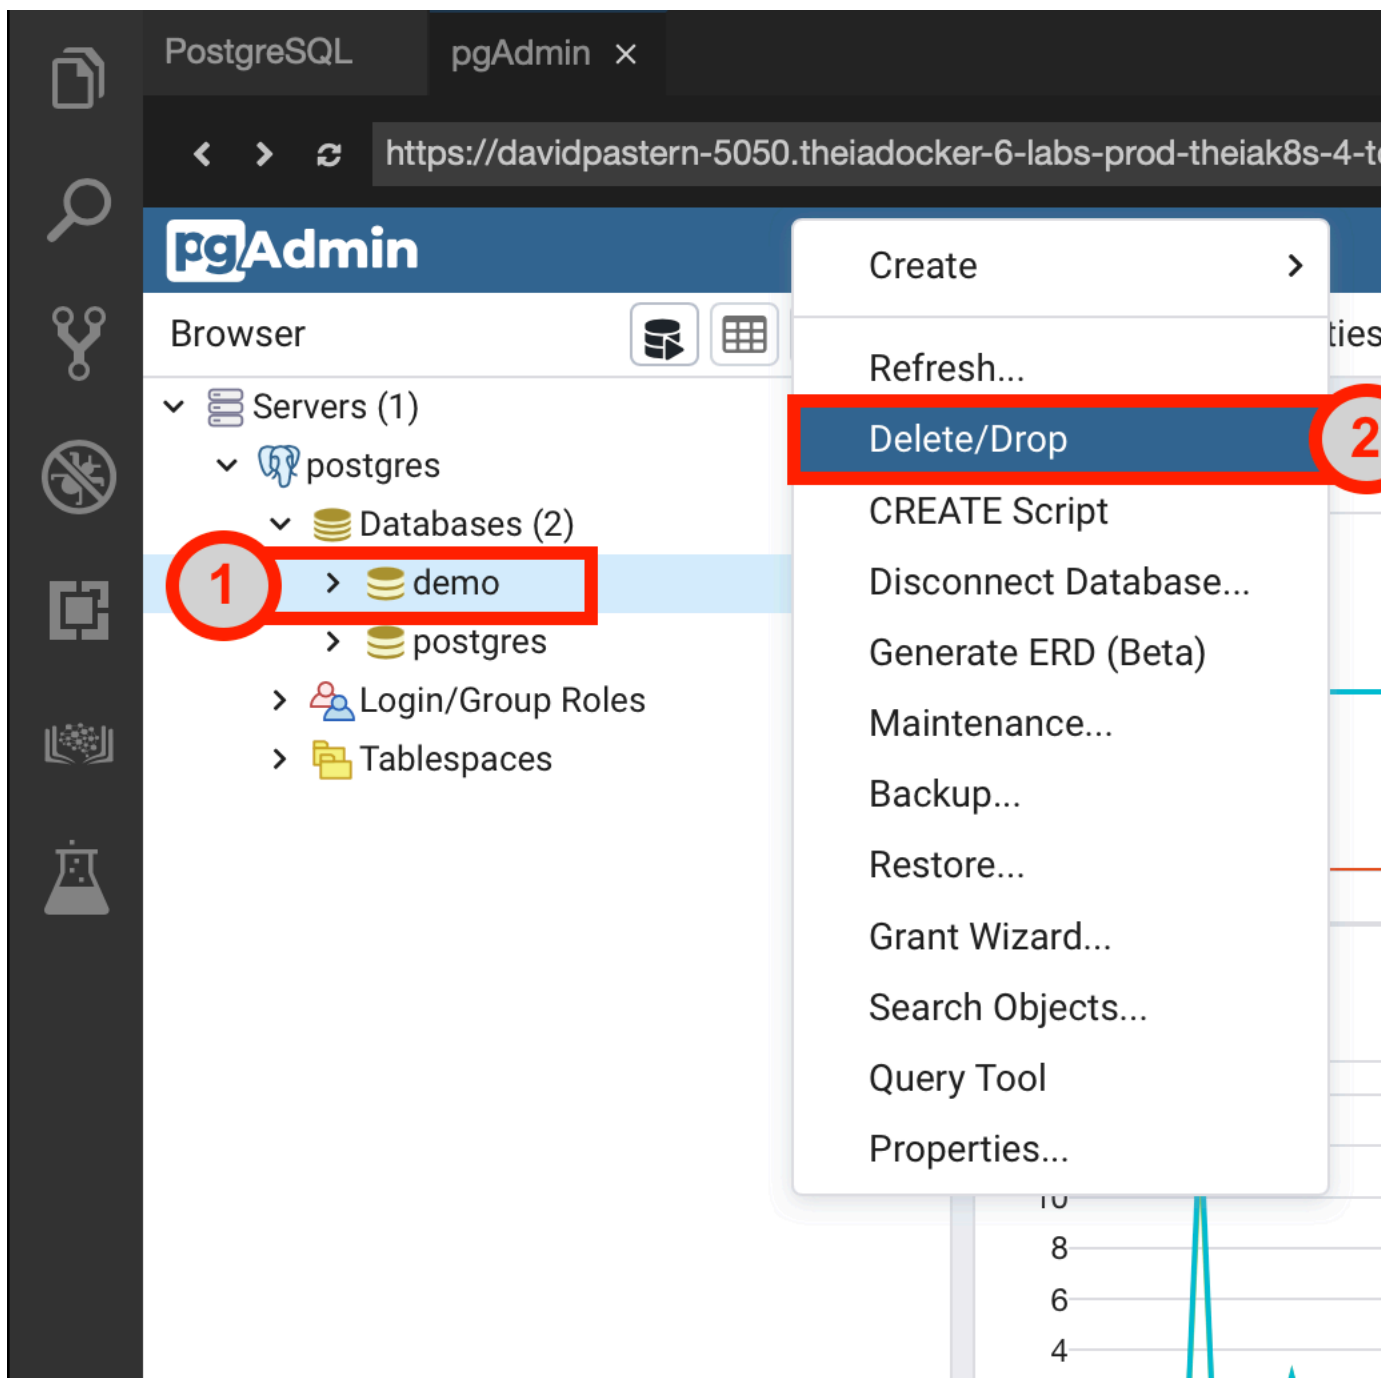 PostgreSQL
pgAdmin
https://davidpastern-5050.theiadocker-6-labs-prod-theiak8s-4-t
pgAdmin
Browser
ties
Servers (1)
postgres
Databases (2)
1
demo
postgres
Login/Group Roles
Tablespaces
Create
Refresh...
Delete/Drop
2
CREATE Script
Disconnect Database...
Generate ERD (Beta)
Maintenance...
Backup...
Restore...
Grant Wizard...
Search Objects...
Query Tool
Properties...
10
8
6
4